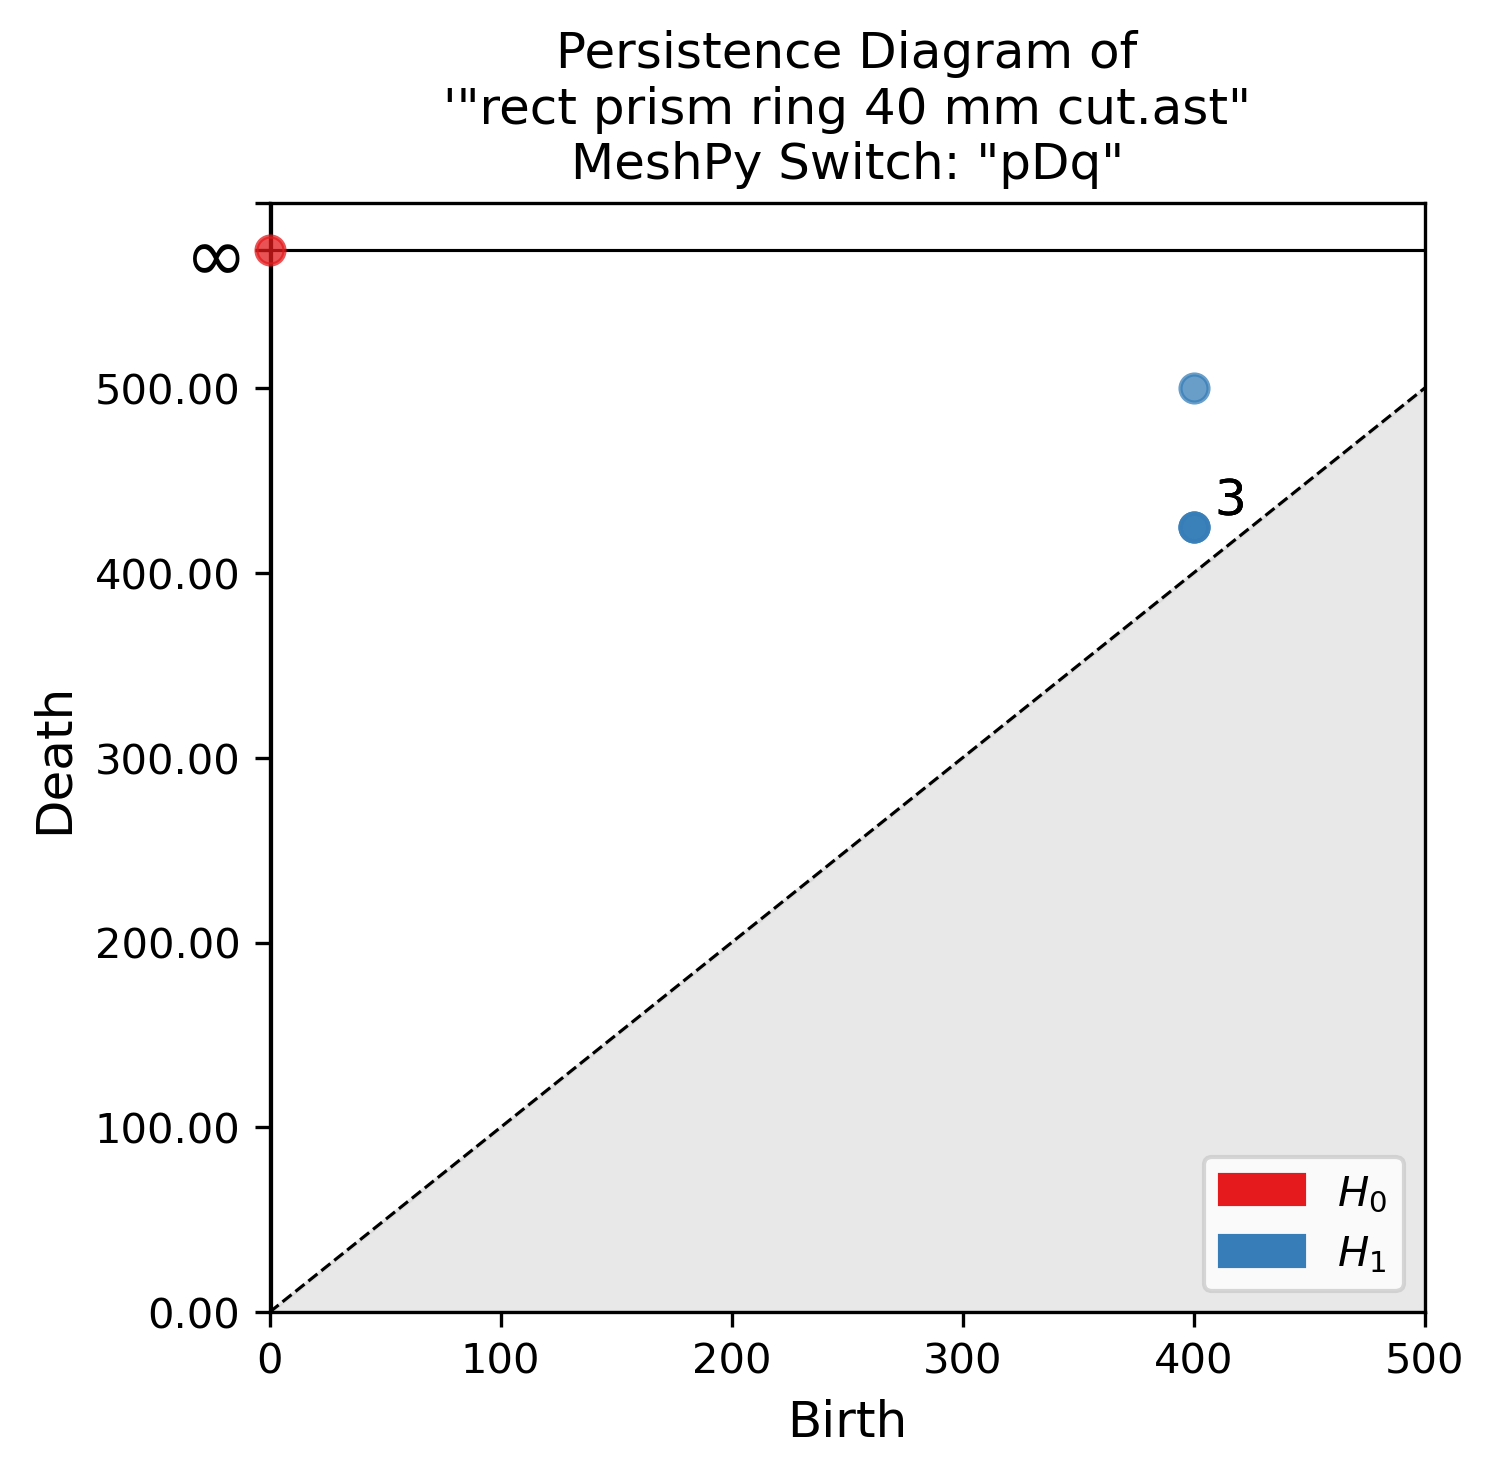 Persistence Diagram of
'"rect prism ring 40 mm cut.ast"
MeshPy Switch: "pDq"
∞
500.00
400.00
300.00
200.00
100.00
0.00
Death
3
H₀
H₁
0 100 200 300 400 500
Birth